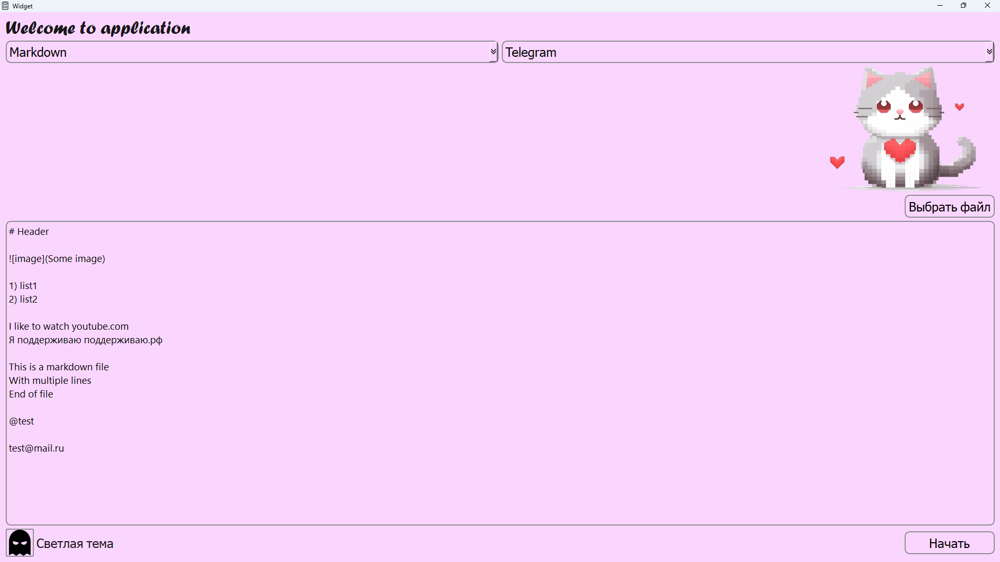 Widget
Welcome to application
Markdown
Telegram
Выбрать файл
# Header
![image](Some image)
1) list1
2) list2
I like to watch youtube.com
Я поддерживаю поддерживаю.рф
This is a markdown file
With multiple lines
End of file
@test
test@mail.ru
Светлая тема
Начать